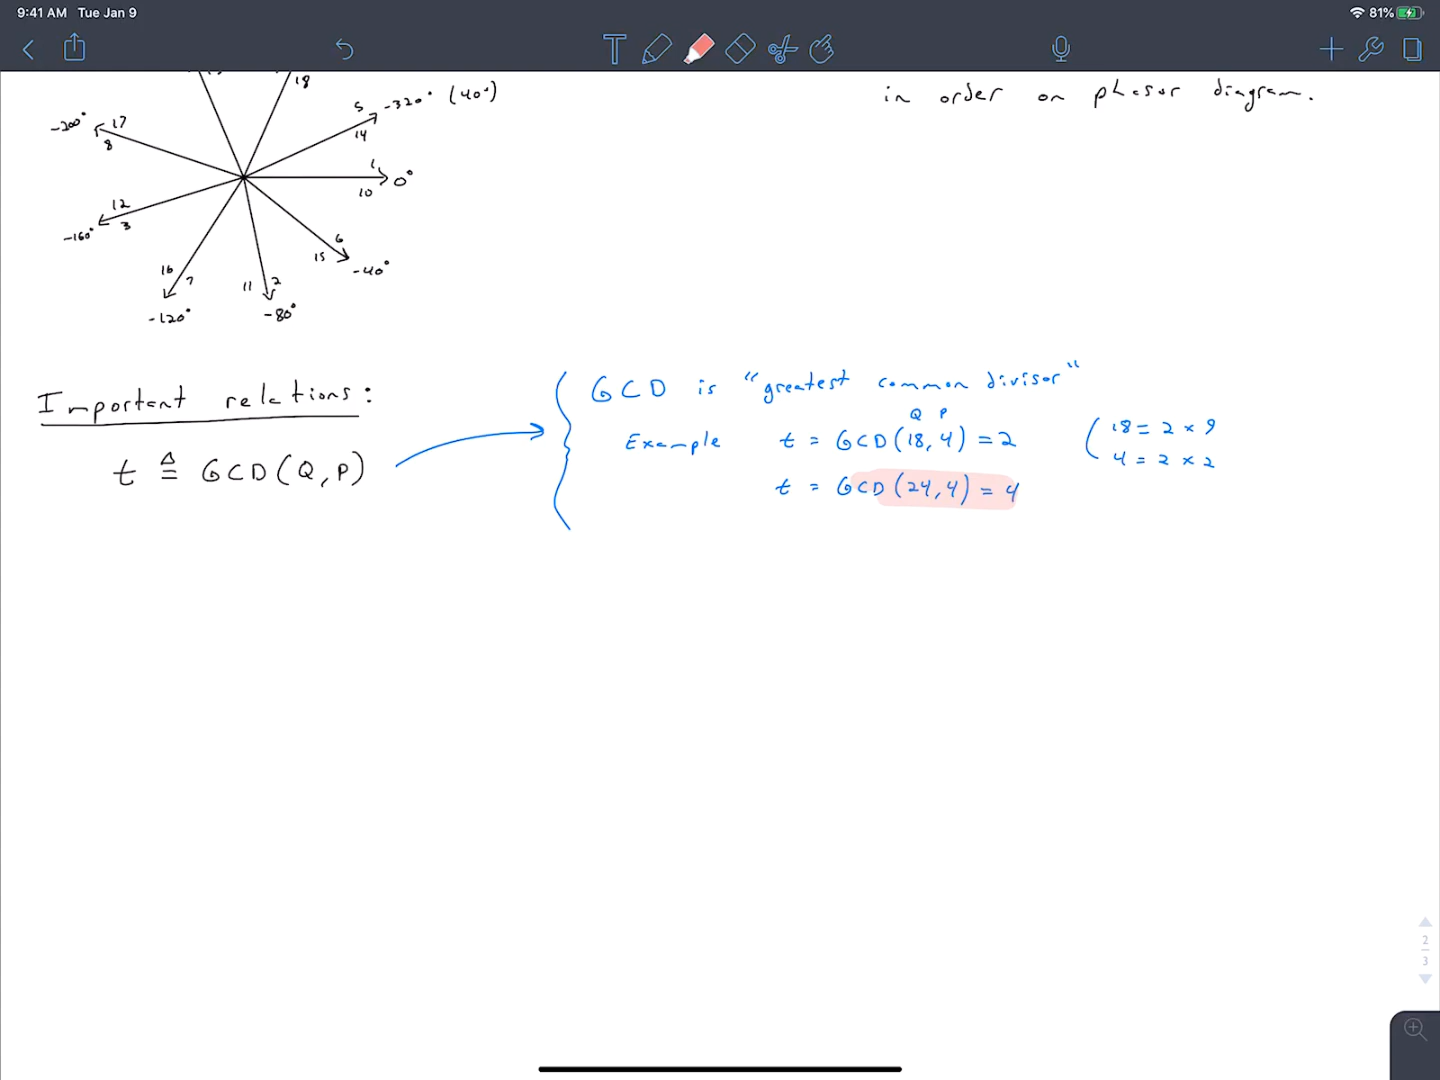 9:41 AM Tue Jan 9
81%
in order on phasor diagram.
18
5 -320° (40°)
14
-200° 17
8
1
10 0°
12
3
-160°
6
15
-40°
16
7
-120°
11 2
-80°
Important relations:
t ≜ GCD(Q,P)
GCD is "greatest common divisor"
Q P
Example t = GCD(18,4) = 2
t = GCD(24,4) = 4
18 = 2 × 9
4 = 2 × 2
2
3